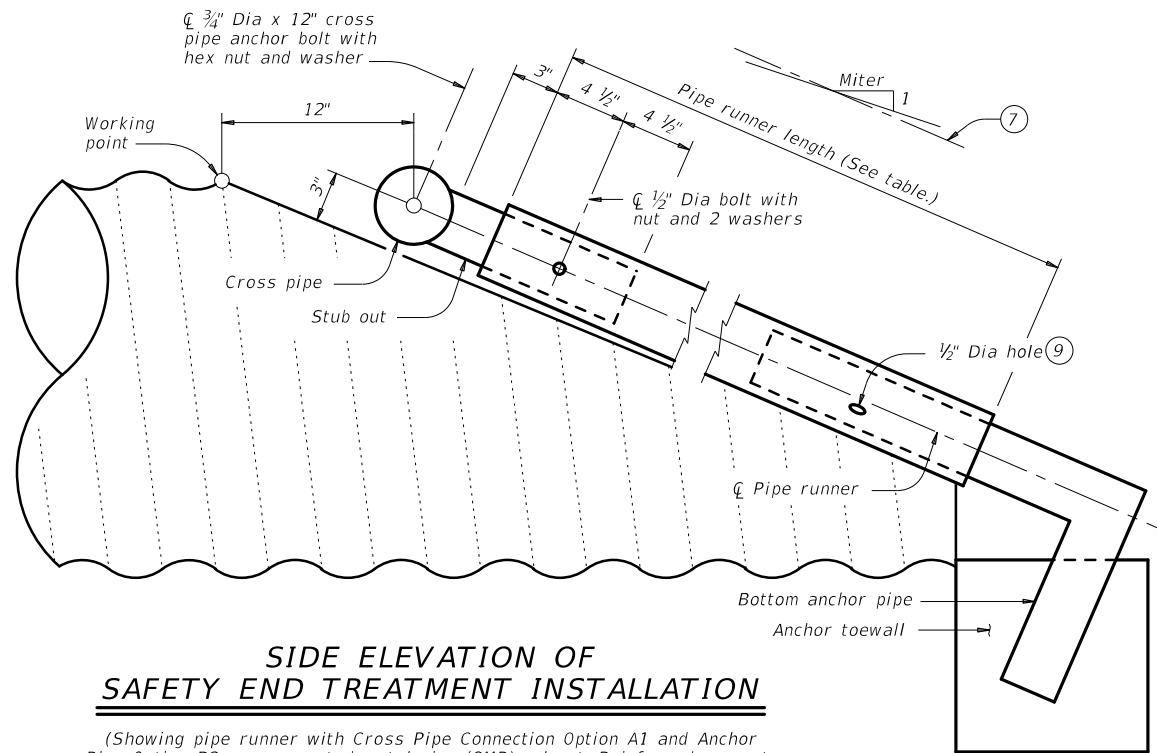 ℄ ¾" Dia x 12" cross
pipe anchor bolt with
hex nut and washer
12"
Working
point
3"
3"
4 ½"
4 ½"
Pipe runner length (See table.)
Miter
1
7
℄ ½" Dia bolt with
nut and 2 washers
Cross pipe
Stub out
½" Dia hole 9
℄ Pipe runner
Bottom anchor pipe
Anchor toewall
SIDE ELEVATION OF
SAFETY END TREATMENT INSTALLATION
(Showing pipe runner with Cross Pipe Connection Option A1 and Anchor